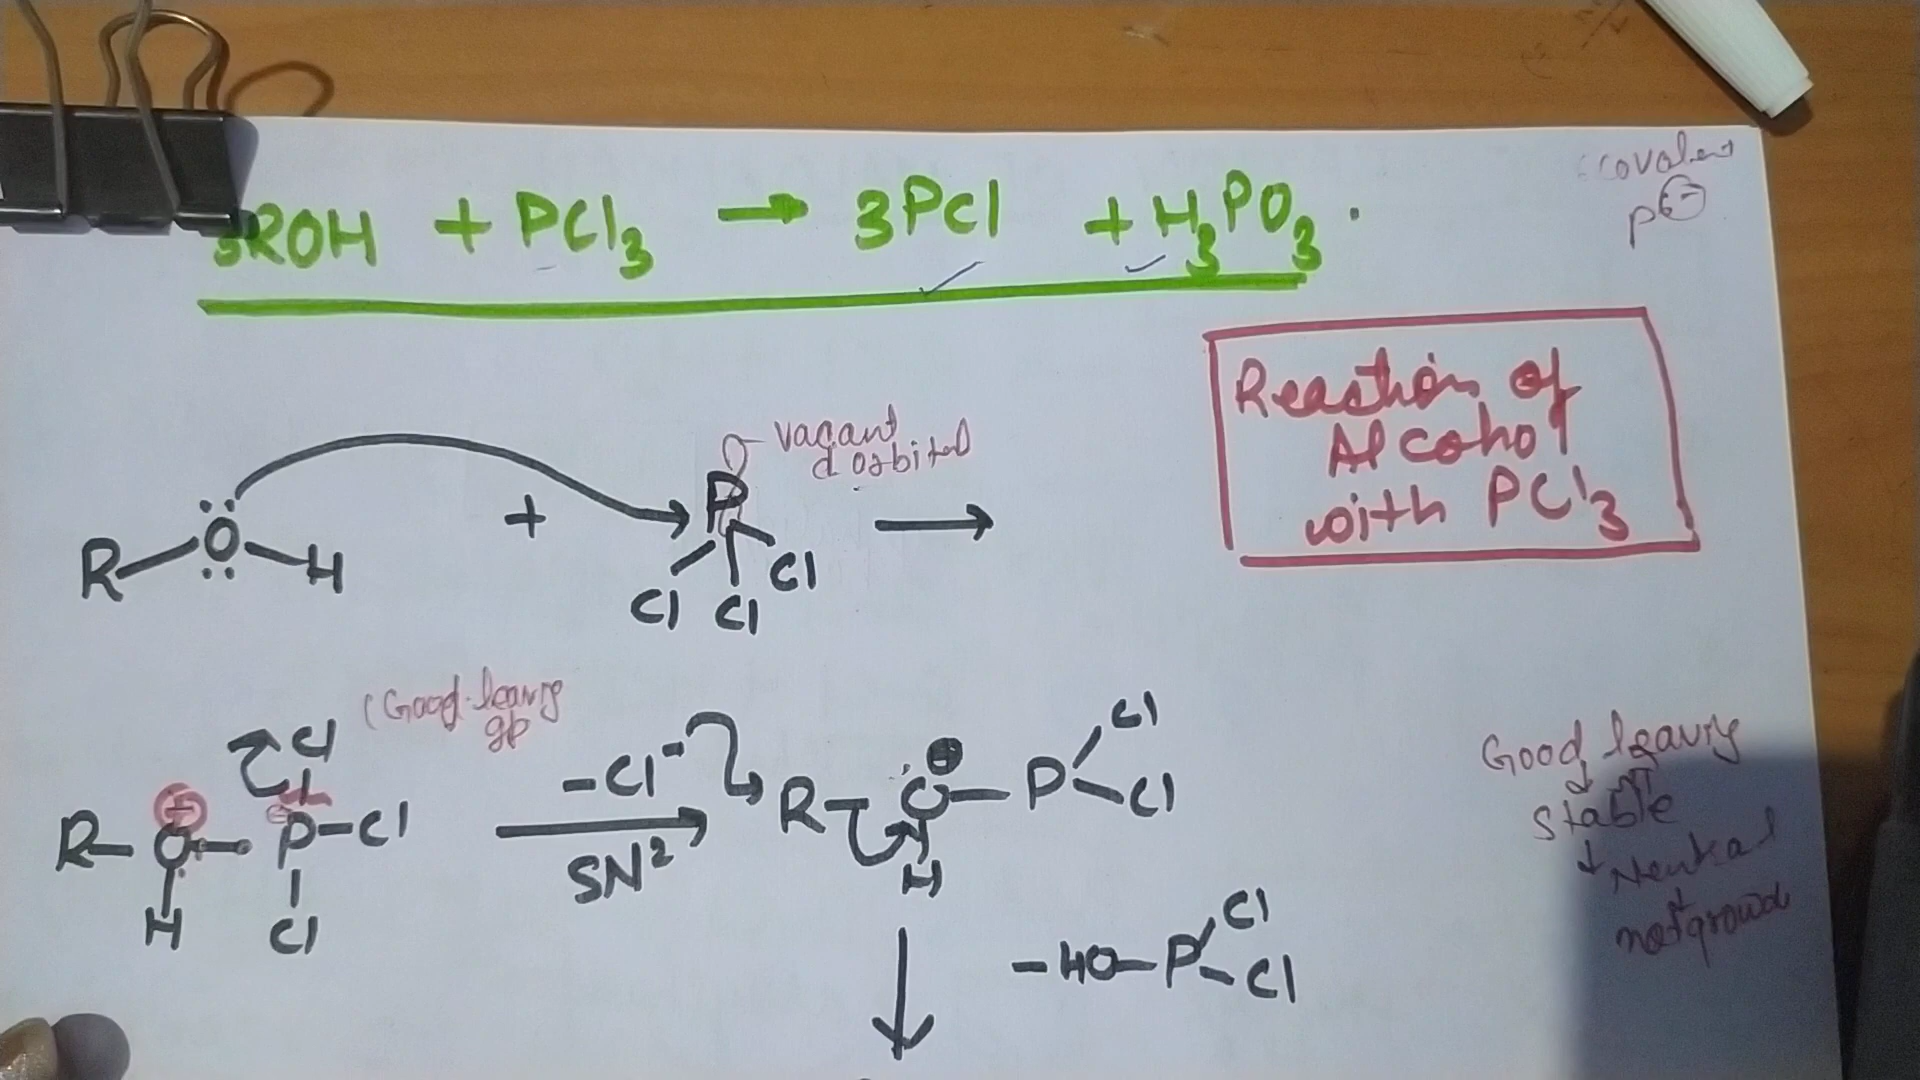 3ROH + PCl3 → 3PCl + H3PO3.
covalent
P
Reaction of
Alcohol
with PCl3
vacant
d orbital
R O H + P →
Cl Cl Cl
(Good leaving
gp
Cl
R O P Cl
H Cl
-Cl-
SN2
R O P Cl
Cl
H
Good leaving
↓
Stable
↓ Neutral
-HO-P Cl
Cl
↓